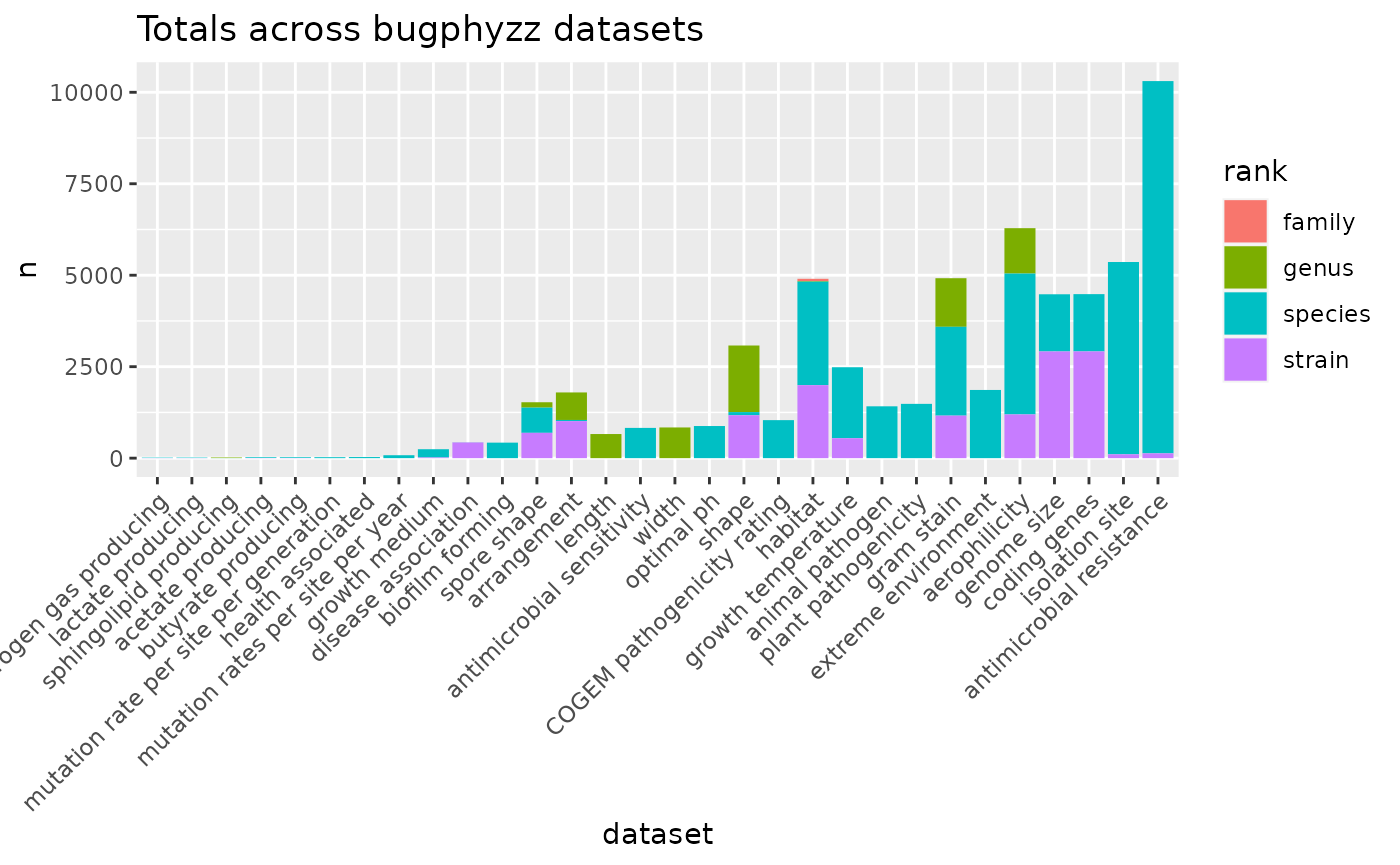 Totals across bugphyzz datasets
10000
7500
5000
2500
0
n
rank
family
genus
species
strain
ogen gas producing
lactate producing
sphingolipid producing
acetate producing
butyrate producing
mutation rate per site per generation
health associated
mutation rates per site per year
growth medium
disease association
biofilm forming
spore shape
arrangement
length
antimicrobial sensitivity
width
optimal ph
shape
COGEM pathogenicity rating
habitat
growth temperature
animal pathogen
plant pathogenicity
gram stain
extreme environment
aerophilicity
genome size
coding genes
isolation site
antimicrobial resistance
dataset